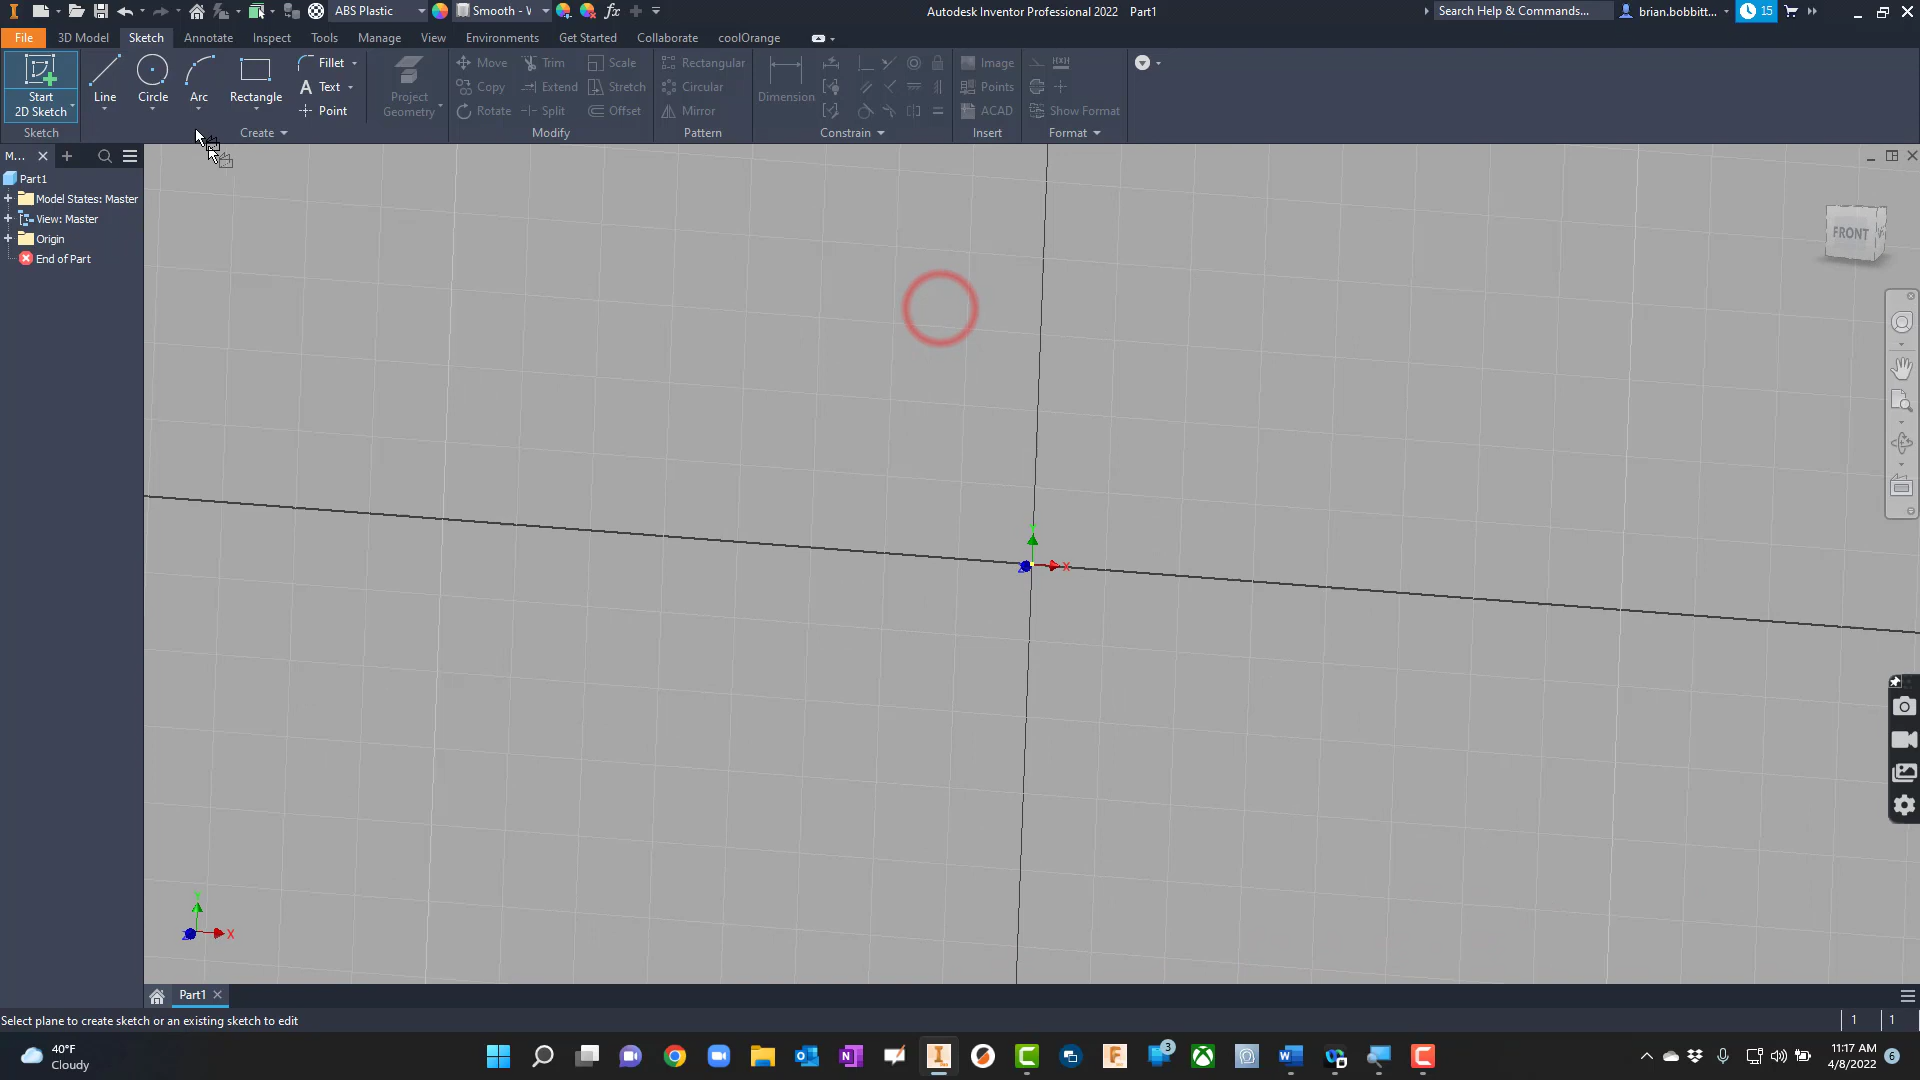 ABS Plastic
Smooth - V
Autodesk Inventor Professional 2022 Part1
Search Help & Commands...
brian.bobbitt...
15
File
3D Model
Sketch
Annotate
Inspect
Tools
Manage
View
Environments
Get Started
Collaborate
coolOrange
Start
2D Sketch
Line
Circle
Arc
Rectangle
Fillet
Text
Point
Project
Geometry
Move
Copy
Rotate
Trim
Extend
Split
Scale
Stretch
Offset
Rectangular
Circular
Mirror
Dimension
Image
Points
ACAD
Show Format
Sketch
Create
Modify
Pattern
Constrain
Insert
Format
M...
Part1
Model States: Master
View: Master
Origin
End of Part
FRONT
X
X
Part1
Select plane to create sketch or an existing sketch to edit
1
1
40°F
Cloudy
3
11:17 AM
4/8/2022
6